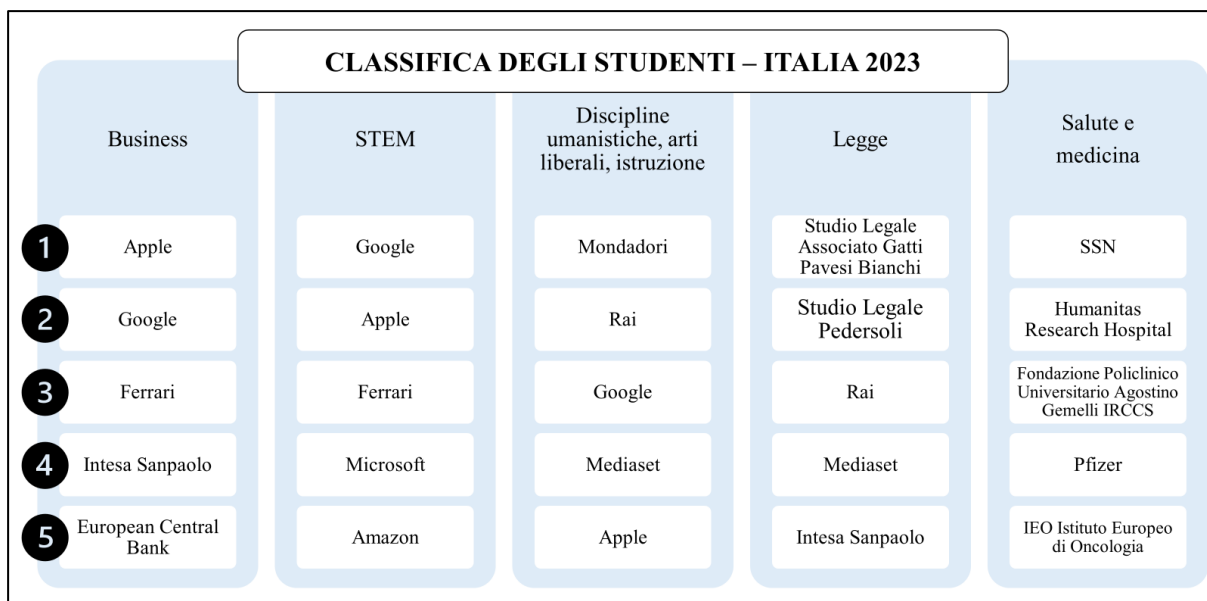 CLASSIFICA DEGLI STUDENTI – ITALIA 2023
Business
STEM
Discipline
umanistiche, arti
liberali, istruzione
Legge
Salute e
medicina
1
Apple
Google
Mondadori
Studio Legale
Associato Gatti
Pavesi Bianchi
SSN
2
Google
Apple
Rai
Studio Legale
Pedersoli
Humanitas
Research Hospital
3
Ferrari
Ferrari
Google
Rai
Fondazione Policlinico
Universitario Agostino
Gemelli IRCCS
4
Intesa Sanpaolo
Microsoft
Mediaset
Mediaset
Pfizer
5
European Central
Bank
Amazon
Apple
Intesa Sanpaolo
IEO Istituto Europeo
di Oncologia